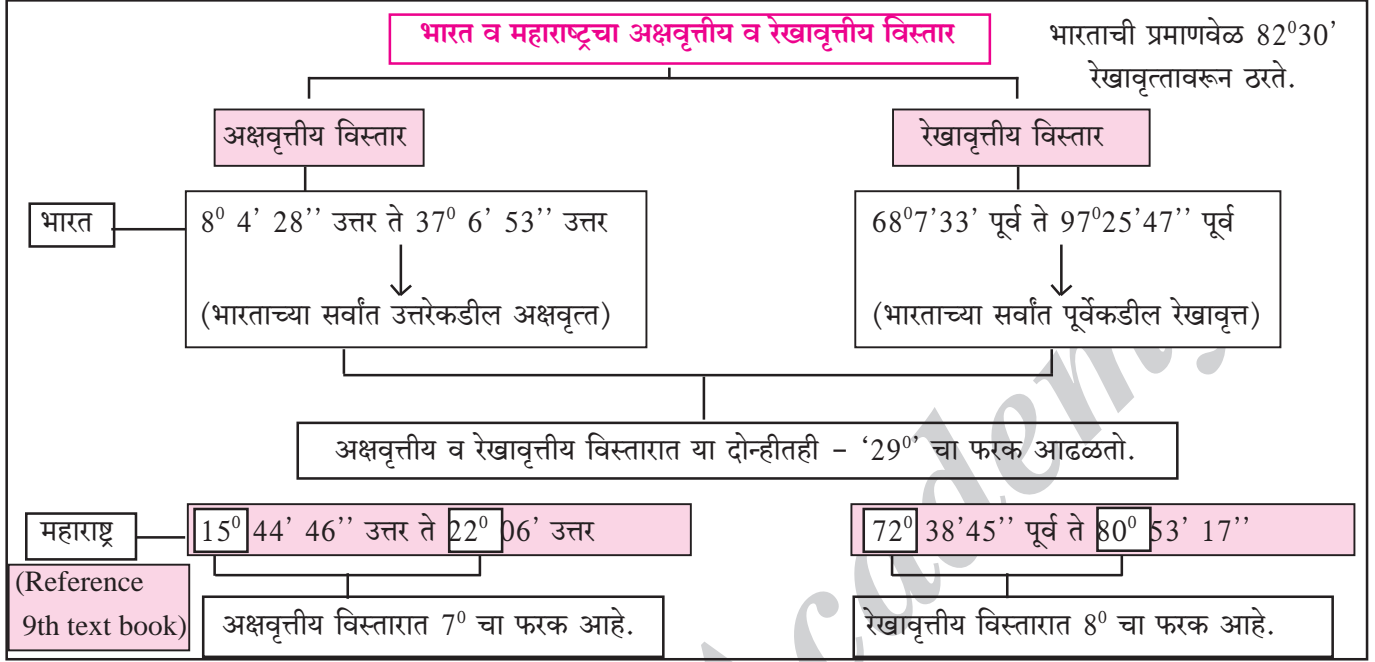 भारत व महाराष्ट्रचा अक्षवृत्तीय व रेखावृत्तीय विस्तार
भारताची प्रमाणवेळ 82⁰30’
रेखावृत्तावरून ठरते.
अक्षवृत्तीय विस्तार
रेखावृत्तीय विस्तार
भारत
8⁰ 4’ 28’’ उत्तर ते 37⁰ 6’ 53’’ उत्तर
(भारताच्या सर्वांत उत्तरेकडील अक्षवृत्त)
68⁰7’33’ पूर्व ते 97⁰25’47’’ पूर्व
(भारताच्या सर्वांत पूर्वेकडील रेखावृत्त)
अक्षवृत्तीय व रेखावृत्तीय विस्तारात या दोन्हीतही – ‘29⁰’ चा फरक आढळतो.
महाराष्ट्र
15⁰ 44’ 46’’ उत्तर ते 22⁰ 06’ उत्तर
72⁰ 38’45’’ पूर्व ते 80⁰ 53’ 17’’
(Reference
9th text book)
अक्षवृत्तीय विस्तारात 7⁰ चा फरक आहे.
रेखावृत्तीय विस्तारात 8⁰ चा फरक आहे.
Academy